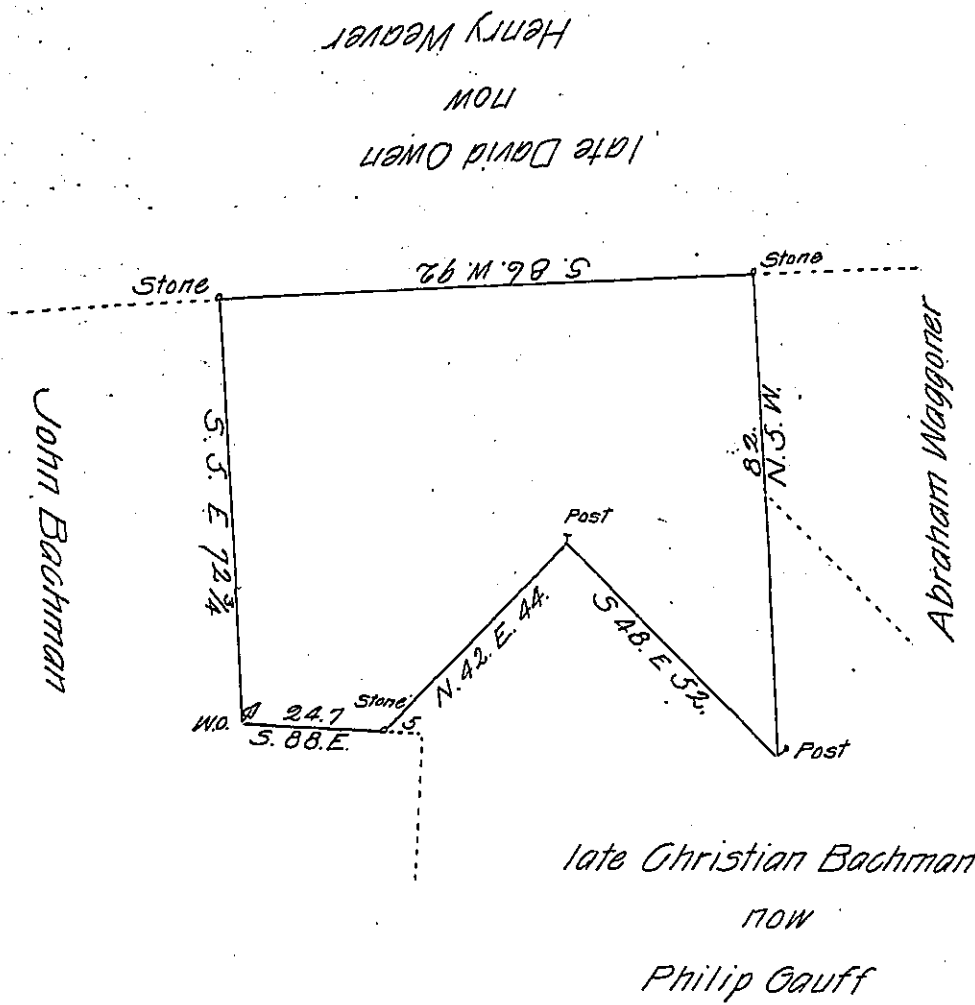 late David Owen
now
Henry Weaver
Stone
S. 86. W. 92
Stone
John Bachman
S. 5. E 72¾
82.
N. 5. W.
Abraham Waggoner
Post
N. 42. E. 44.
S 48. E 52.
W.O.
24.7
S. 88. E.
Stone
5
Post
late Christian Bachman
now
Philip Gauff